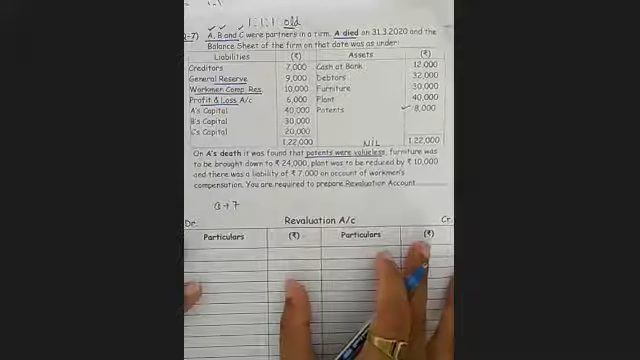 1:1:1 old
Q-7) A, B and C were partners in a firm. A died on 31.3.2020 and the
Balance Sheet of the firm on that date was as under:
Liabilities (₹) Assets (₹)
Creditors 7,000 Cash at Bank 12,000
General Reserve 9,000 Debtors 32,000
Workmen Comp. Res. 10,000 Furniture 30,000
Profit & Loss A/c 6,000 Plant 40,000
A's Capital 40,000 Patents 8,000
B's Capital 30,000
C's Capital 20,000
NIL
1,22,000 1,22,000
On A's death it was found that patents were valueless, furniture was
to be brought down to ₹ 24,000, plant was to be reduced by ₹ 10,000
and there was a liability of ₹ 7,000 on account of workmen's
compensation. You are required to prepare Revaluation Account
Dr. Revaluation A/c Cr.
Particulars (₹) Particulars (₹)